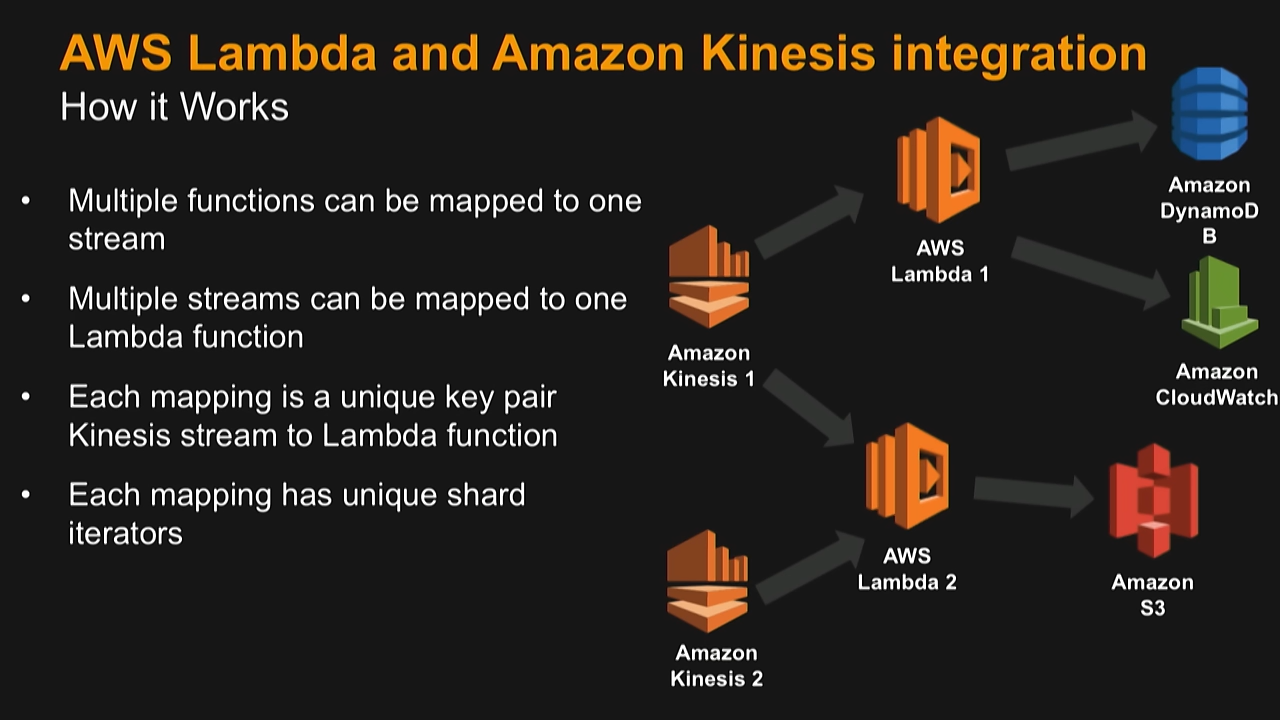 AWS Lambda and Amazon Kinesis integration
How it Works
• Multiple functions can be mapped to one
stream
• Multiple streams can be mapped to one
Lambda function
• Each mapping is a unique key pair
Kinesis stream to Lambda function
• Each mapping has unique shard
iterators
Amazon
Kinesis 1
Amazon
Kinesis 2
AWS
Lambda 1
AWS
Lambda 2
Amazon
DynamoD
B
Amazon
CloudWatch
Amazon
S3